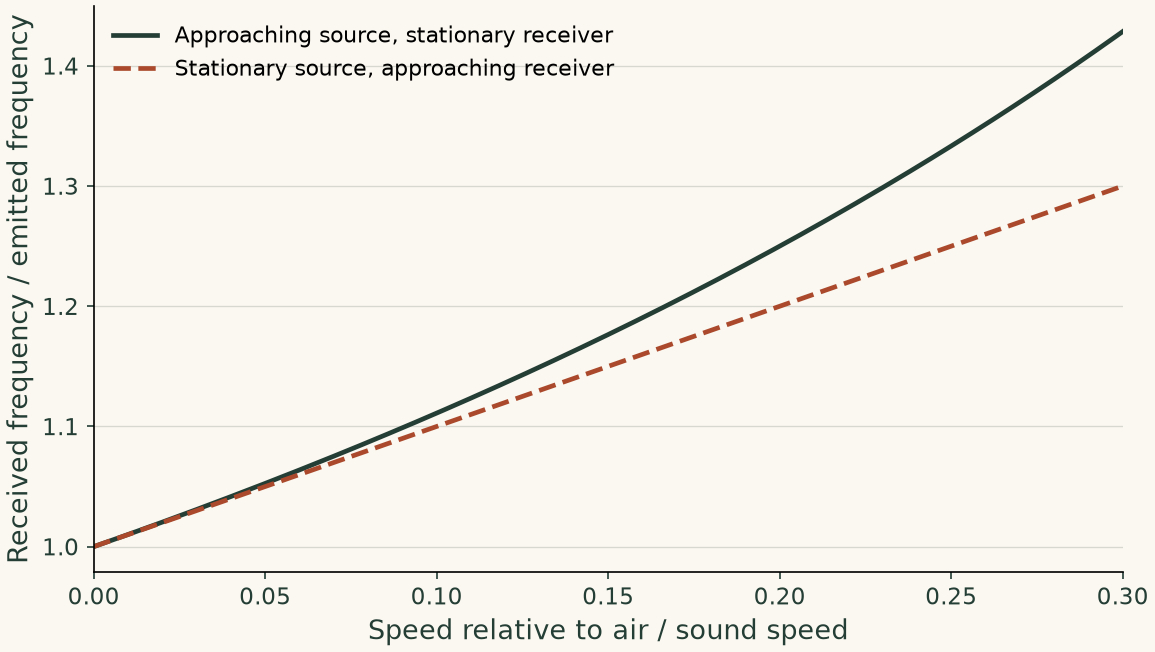 Approaching source, stationary receiver
Stationary source, approaching receiver
Received frequency / emitted frequency
1.4
1.3
1.2
1.1
1.0
0.00 0.05 0.10 0.15 0.20 0.25 0.30
Speed relative to air / sound speed